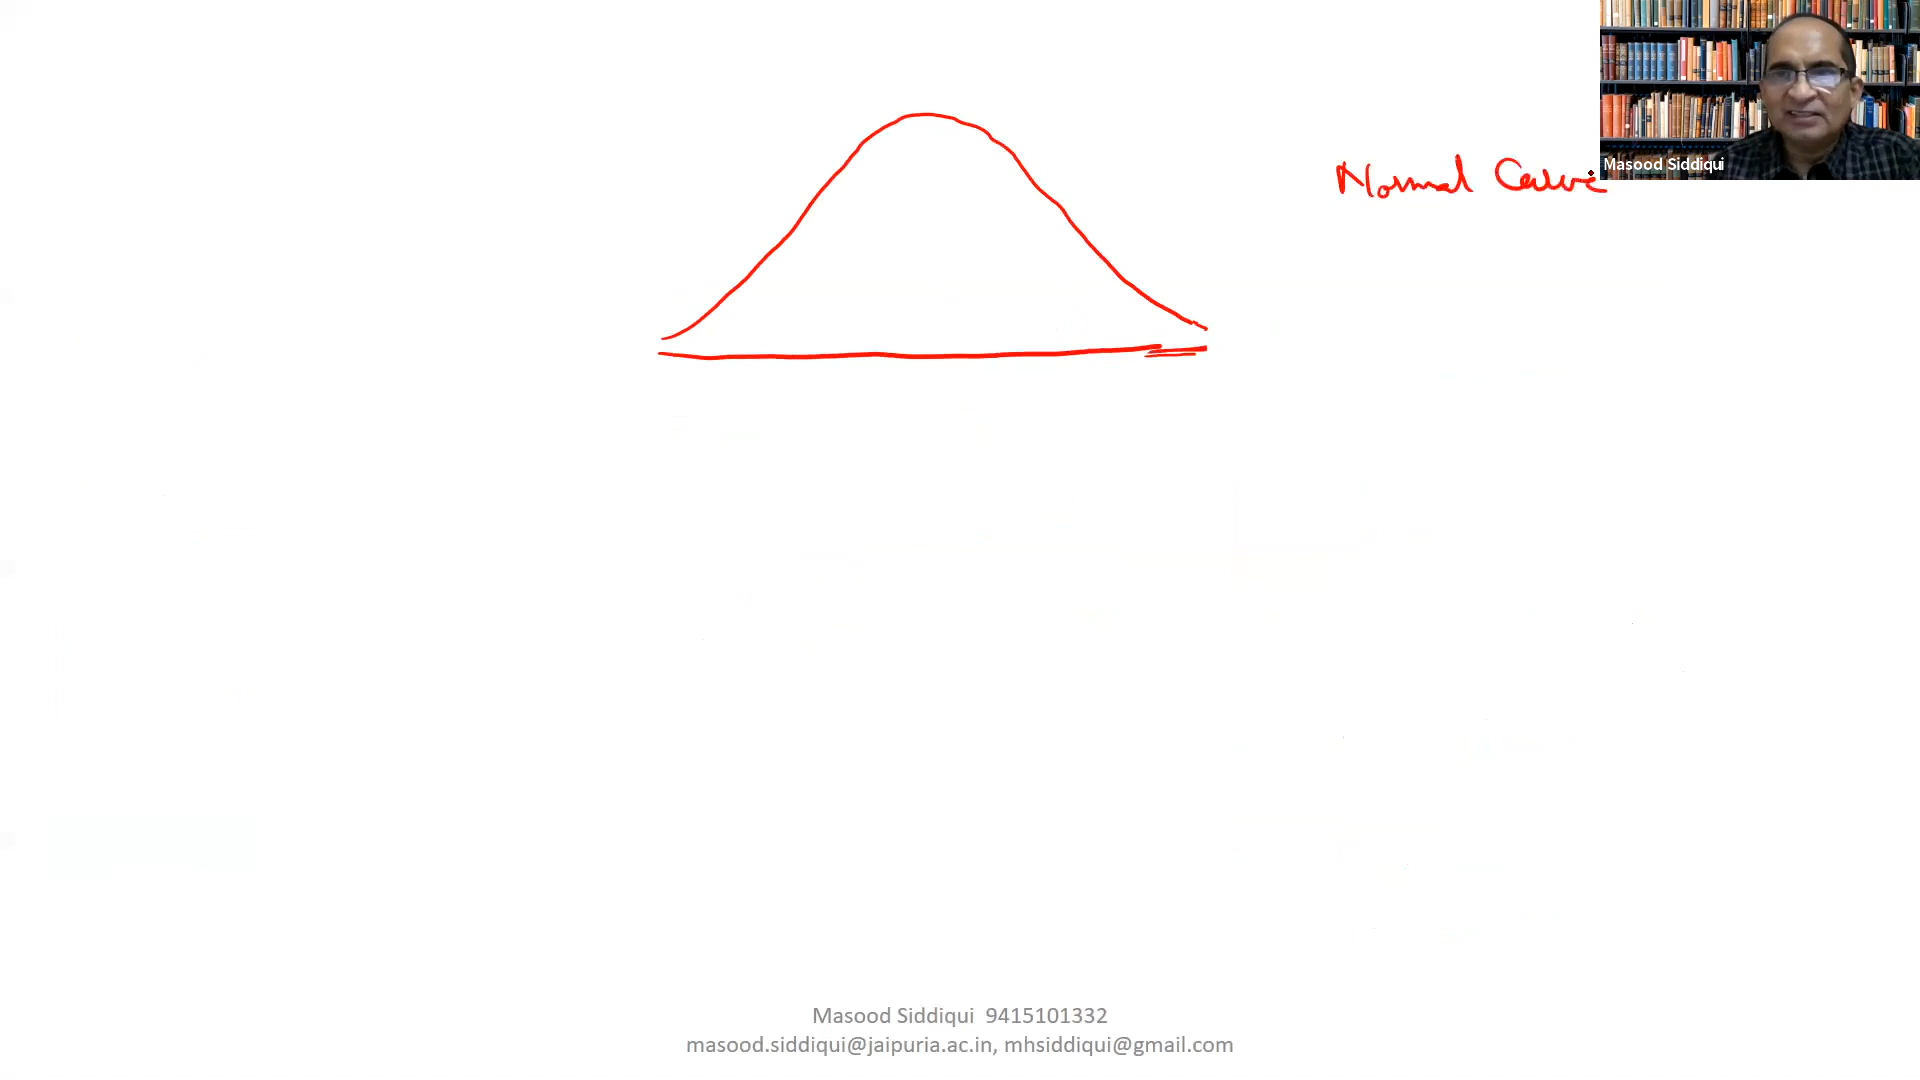 Masood Siddiqui
Normal Curve
Masood Siddiqui 9415101332
masood.siddiqui@jaipuria.ac.in, mhsiddiqui@gmail.com